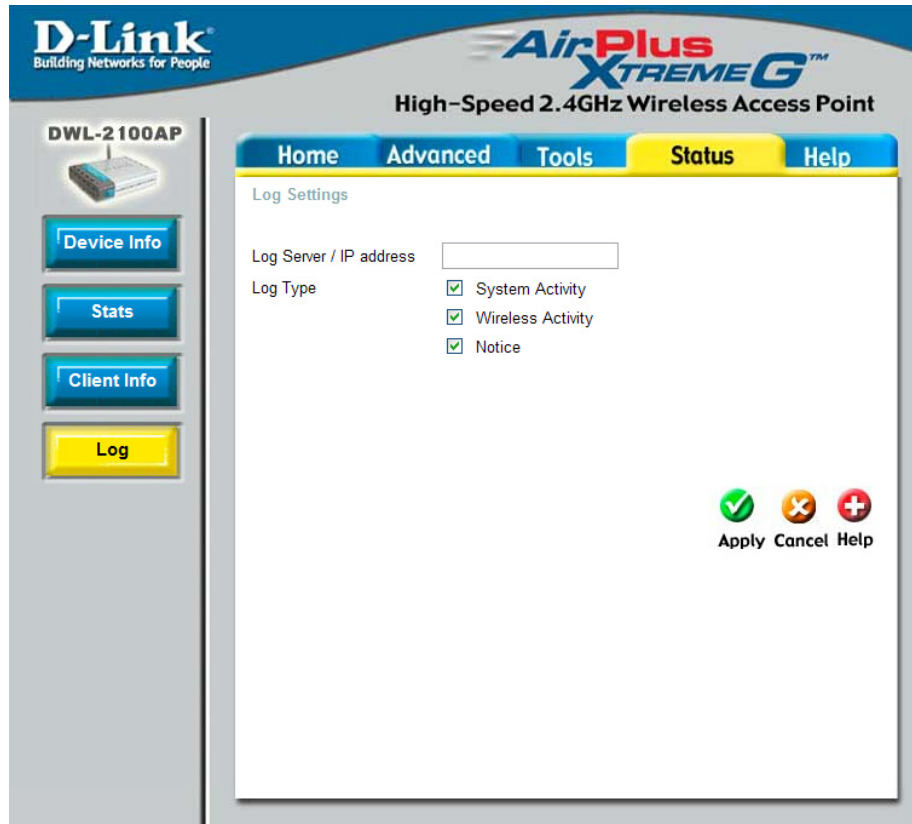 D-Link
Building Networks for People
AirPlus
XTREME G™
High-Speed 2.4GHz Wireless Access Point
DWL-2100AP
Home Advanced Tools Status Help
Log Settings
Device Info
Stats
Client Info
Log
Log Server / IP address
Log Type
System Activity
Wireless Activity
Notice
Apply Cancel Help